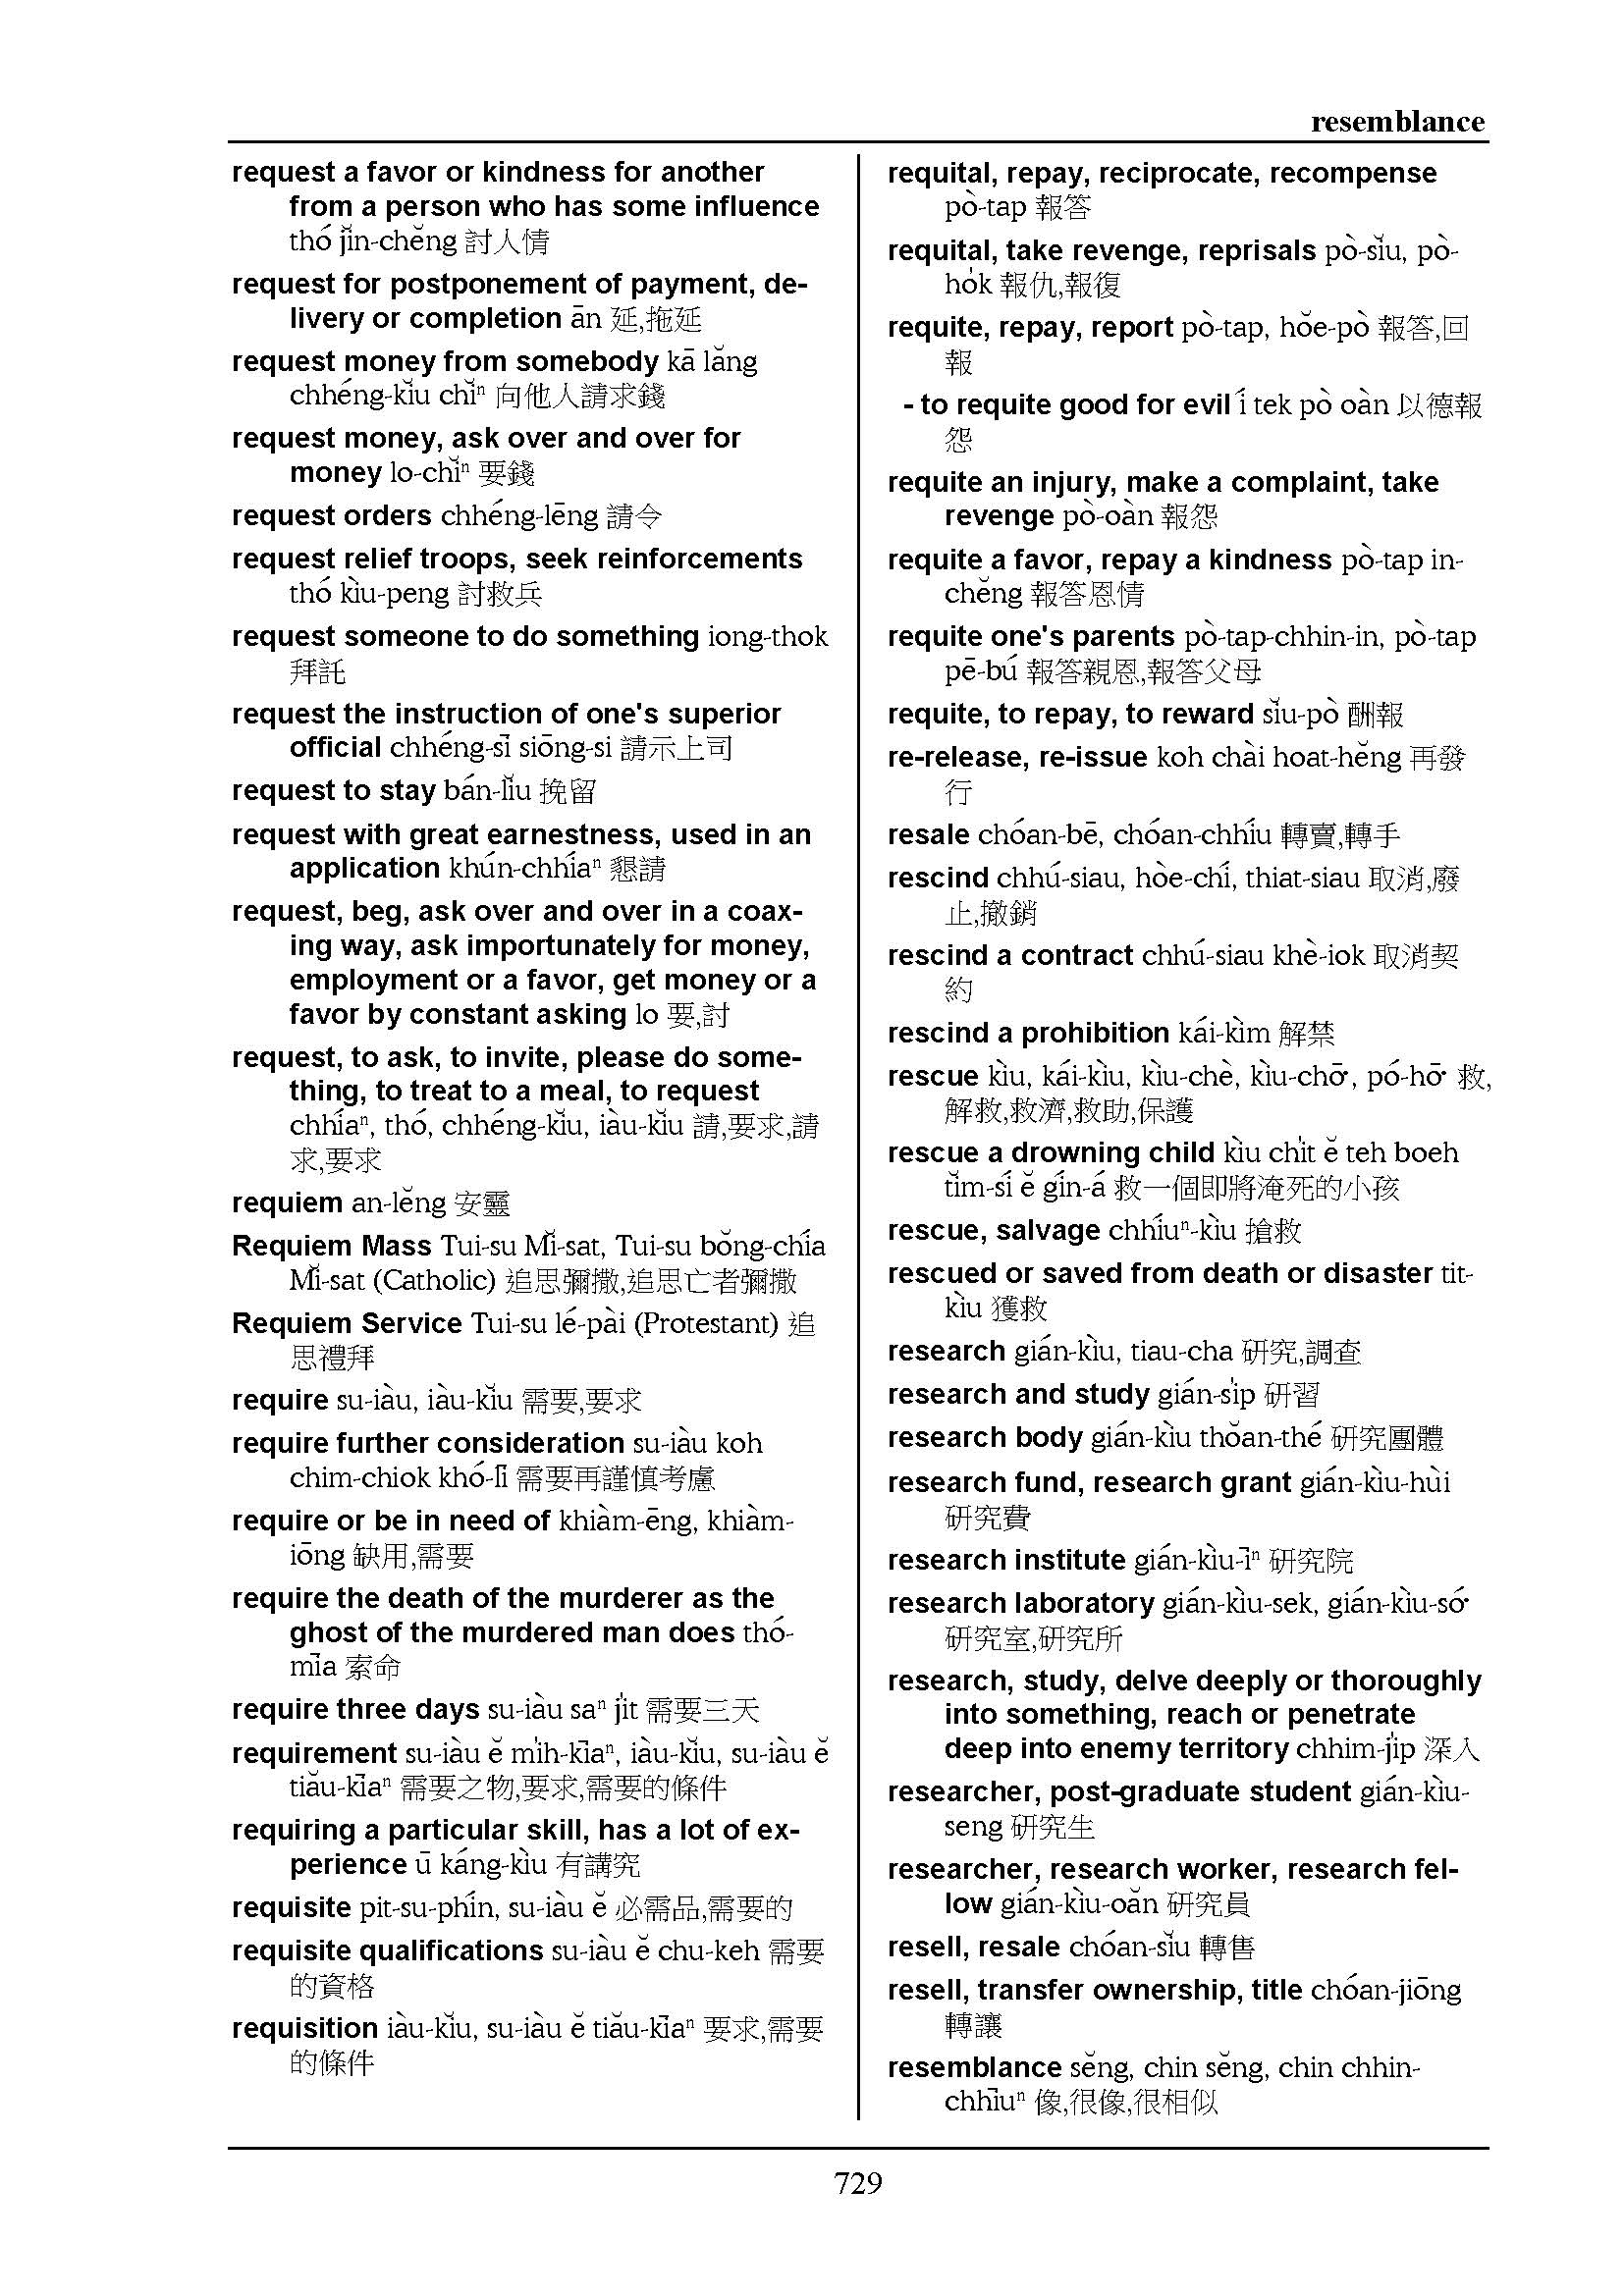 resemblance
request a favor or kindness for another
from a person who has some influence
thó jĭn-chĕng 討人情
request for postponement of payment, de-
livery or completion ān 延,拖延
request money from somebody kā lăng
chhéng-kĭu chĭⁿ 向他人請求錢
request money, ask over and over for
money lo-chĭⁿ 要錢
request orders chhéng-lēng 請令
request relief troops, seek reinforcements
thó kìu-peng 討救兵
request someone to do something iong-thok
拜託
request the instruction of one's superior
official chhéng-sī siōng-si 請示上司
request to stay bán-lĭu 挽留
request with great earnestness, used in an
application khún-chhíaⁿ 懇請
request, beg, ask over and over in a coax-
ing way, ask importunately for money,
employment or a favor, get money or a
favor by constant asking lo 要,討
request, to ask, to invite, please do some-
thing, to treat to a meal, to request
chhíaⁿ, thó, chhéng-kĭu, iàu-kĭu 請,要求,請
求,要求
requiem an-lĕng 安靈
Requiem Mass Tui-su Mĭ-sat, Tui-su bŏng-chía
Mĭ-sat (Catholic) 追思彌撒,追思亡者彌撒
Requiem Service Tui-su lé-pài (Protestant) 追
思禮拜
require su-iàu, iàu-kĭu 需要,要求
require further consideration su-iàu koh
chim-chiok khó-lī 需要再謹慎考慮
require or be in need of khiàm-ēng, khiàm-
iōng 缺用,需要
require the death of the murderer as the
ghost of the murdered man does thó-
mīa 索命
require three days su-iàu saⁿ ji̍t 需要三天
requirement su-iàu ĕ mi̍h-kīaⁿ, iàu-kĭu, su-iàu ĕ
tiău-kīaⁿ 需要之物,要求,需要的條件
requiring a particular skill, has a lot of ex-
perience ū káng-kìu 有講究
requisite pit-su-phín, su-iàu ĕ 必需品,需要的
requisite qualifications su-iàu ĕ chu-keh 需要
的資格
requisition iàu-kĭu, su-iàu ĕ tiău-kīaⁿ 要求,需要
的條件
requital, repay, reciprocate, recompense
pò-tap 報答
requital, take revenge, reprisals pò-sĭu, pò-
ho̍k 報仇,報復
requite, repay, report pò-tap, hŏe-pò 報答,回
報
- to requite good for evil í tek pò oàn 以德報
怨
requite an injury, make a complaint, take
revenge pò-oàn 報怨
requite a favor, repay a kindness pò-tap in-
chĕng 報答恩情
requite one's parents pò-tap-chhin-in, pò-tap
pē-bú 報答親恩,報答父母
requite, to repay, to reward sĭu-pò 酬報
re-release, re-issue koh chài hoat-hĕng 再發
行
resale chóan-bē, chóan-chhíu 轉賣,轉手
rescind chhú-siau, hòe-chí, thiat-siau 取消,廢
止,撤銷
rescind a contract chhú-siau khè-iok 取消契
約
rescind a prohibition kái-kìm 解禁
rescue kìu, kái-kìu, kìu-chè, kìu-chō͘, pó-hō͘ 救,
解救,救濟,救助,保護
rescue a drowning child kìu chi̍t ĕ teh boeh
tĭm-sí ĕ gín-á 救一個即將淹死的小孩
rescue, salvage chhíuⁿ-kìu 搶救
rescued or saved from death or disaster tit-
kìu 獲救
research gián-kìu, tiau-cha 研究,調查
research and study gián-si̍p 研習
research body gián-kìu thŏan-thé 研究團體
research fund, research grant gián-kìu-hùi
研究費
research institute gián-kìu-īⁿ 研究院
research laboratory gián-kìu-sek, gián-kìu-só͘
研究室,研究所
research, study, delve deeply or thoroughly
into something, reach or penetrate
deep into enemy territory chhim-ji̍p 深入
researcher, post-graduate student gián-kìu-
seng 研究生
researcher, research worker, research fel-
low gián-kìu-oăn 研究員
resell, resale chóan-sĭu 轉售
resell, transfer ownership, title chóan-jiōng
轉讓
resemblance sĕng, chin sĕng, chin chhin-
chhīuⁿ 像,很像,很相似
729